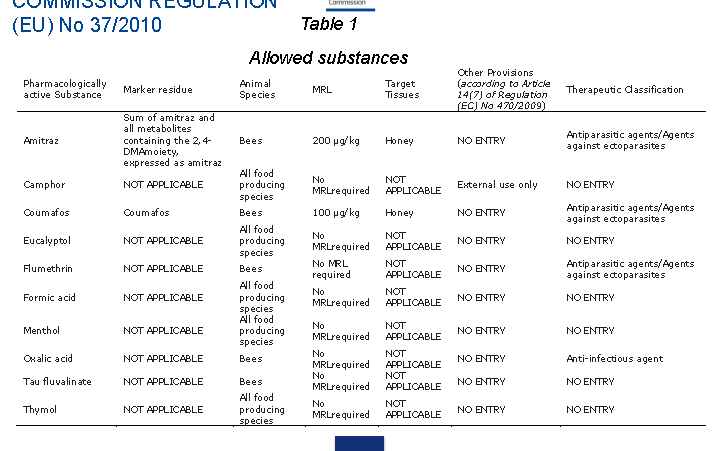 COMMISSION REGULATION
(EU) No 37/2010
Commission
Table 1
Allowed substances
Pharmacologically active Substance Marker residue Animal Species MRL Target Tissues Other Provisions (according to Article 14(7) of Regulation (EC) No 470/2009) Therapeutic Classification
Amitraz Sum of amitraz and all metabolites containing the 2,4-DMAmoiety, expressed as amitraz Bees 200 µg/kg Honey NO ENTRY Antiparasitic agents/Agents against ectoparasites
Camphor NOT APPLICABLE All food producing species No MRLrequired NOT APPLICABLE External use only NO ENTRY
Coumafos Coumafos Bees 100 µg/kg Honey NO ENTRY Antiparasitic agents/Agents against ectoparasites
Eucalyptol NOT APPLICABLE All food producing species No MRLrequired NOT APPLICABLE NO ENTRY NO ENTRY
Flumethrin NOT APPLICABLE Bees No MRL required NOT APPLICABLE NO ENTRY Antiparasitic agents/Agents against ectoparasites
Formic acid NOT APPLICABLE All food producing species No MRLrequired NOT APPLICABLE NO ENTRY NO ENTRY
Menthol NOT APPLICABLE All food producing species No MRLrequired NOT APPLICABLE NO ENTRY NO ENTRY
Oxalic acid NOT APPLICABLE Bees No MRLrequired NOT APPLICABLE NO ENTRY Anti-infectious agent
Tau fluvalinate NOT APPLICABLE Bees No MRLrequired NOT APPLICABLE NO ENTRY NO ENTRY
Thymol NOT APPLICABLE All food producing species No MRLrequired NOT APPLICABLE NO ENTRY NO ENTRY